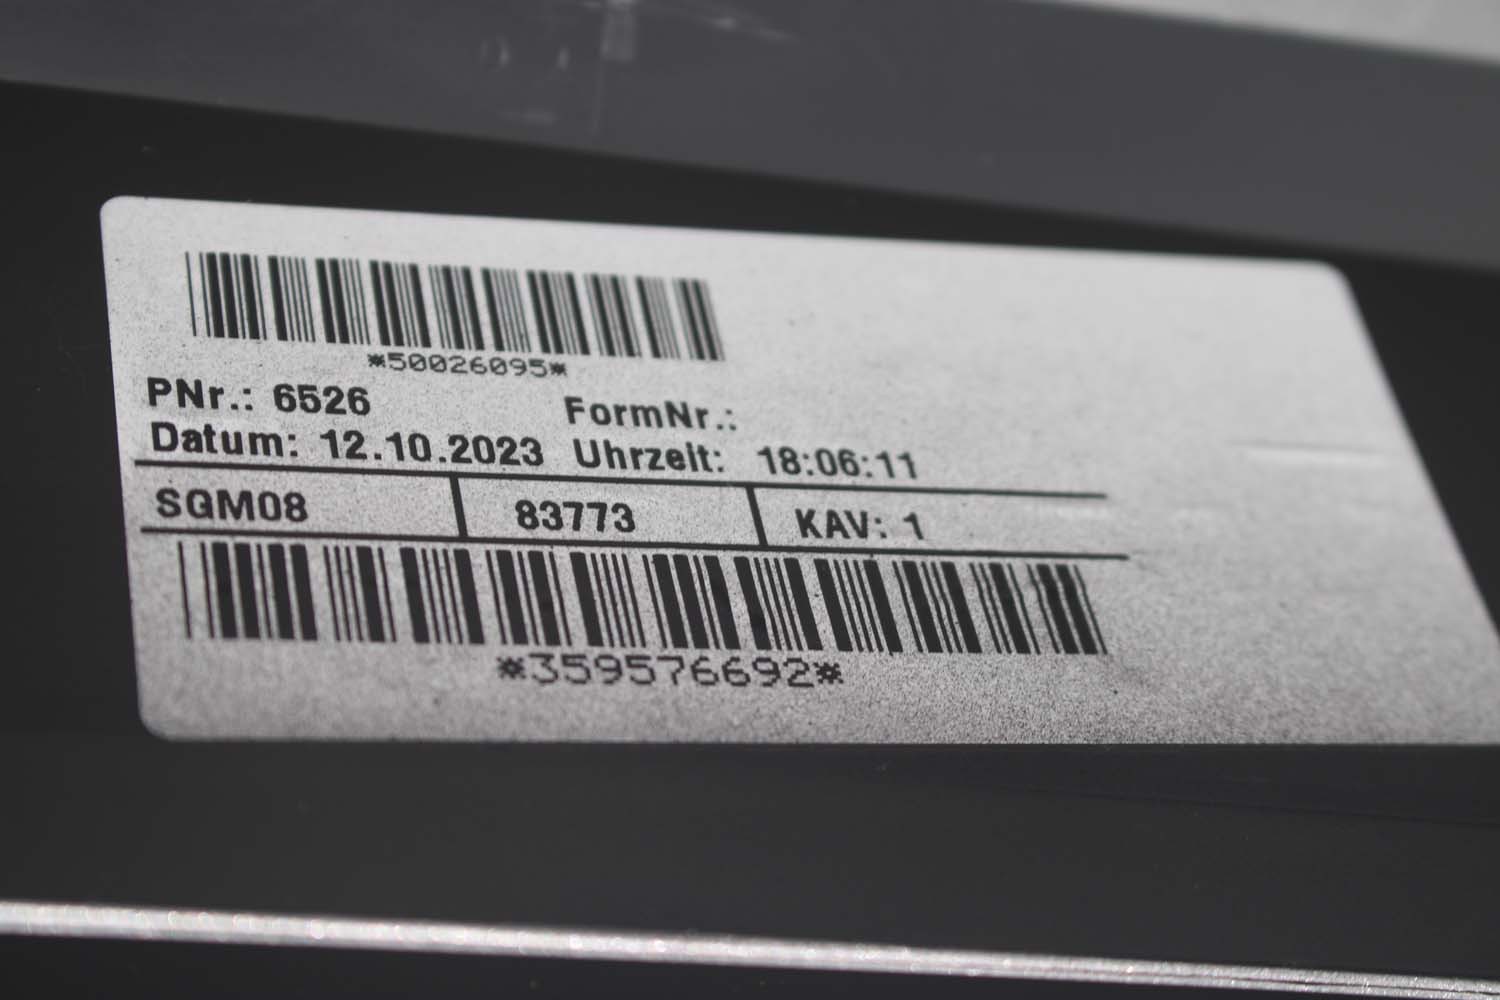 *50026095*
PNr.: 6526 FormNr.:
Datum: 12.10.2023 Uhrzeit: 18:06:11
SGM08 83773 KAV: 1
*359576692*